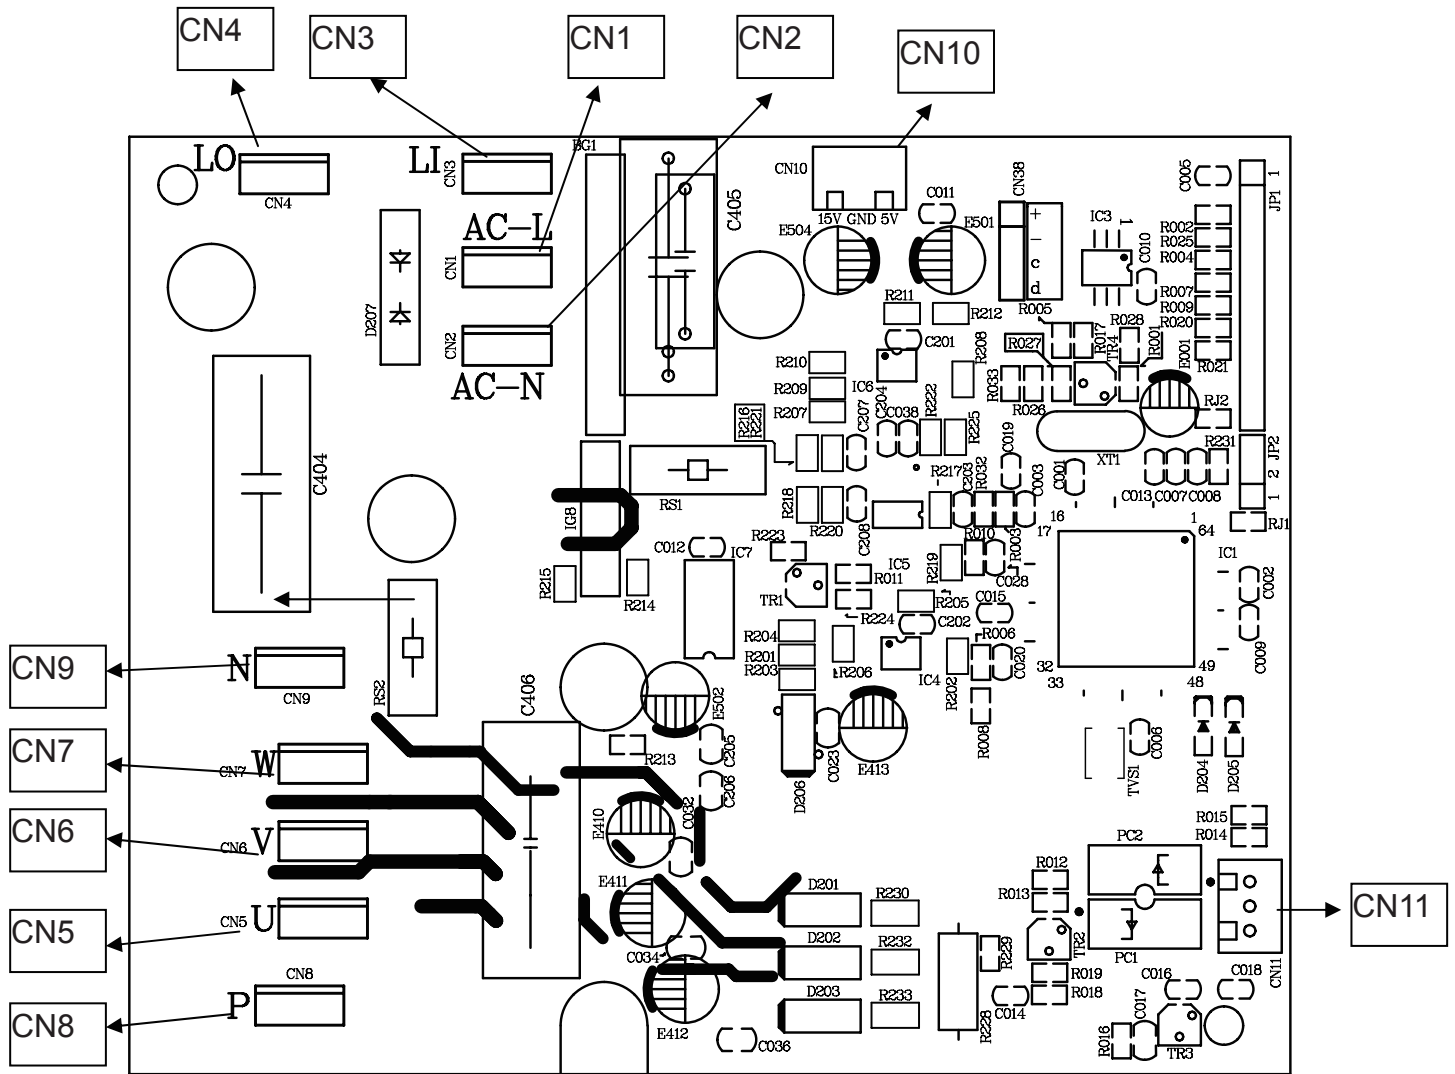 CN4
CN3
CN1
CN2
CN10
LO
CN4
LI
CN3
BG1
C405
CN10
15V GND 5V
C011
E504
E501
CN38
+
-
c
d
IC3
1
C010
C005
1
JP1
R002
R025
R004
R007
R009
R020
R021
AC-L
CN1
D207
CN2
AC-N
R211
R212
C201
R005
R017
R028
R001
TR4
R027
E001
R210
R209
R207
IC6
C204
C038
R222
R208
R225
R033
R026
RJ2
R216
R221
C207
C019
XT1
R231
JP2
2
1
C404
RS1
R217
C203
R032
C003
C001
C013
C007
C008
IG8
R218
R220
C208
R010
R003
17
16
1
64
RJ1
IC1
C012
IC7
R223
IC5
R219
C028
R215
R214
TR1
R011
R224
R205
C015
C202
C002
C009
R204
R201
R203
R206
IC4
R202
R006
C020
R008
32
33
49
48
CN9
N
CN9
RS2
C406
E502
C205
C206
R213
D206
C023
E413
C006
TVS1
D204
D205
CN7
CN7
W
CN6
CN6
V
E410
C032
R015
R014
PC2
R012
R013
CN5
CN5
U
E411
D201
R230
C034
D202
R232
R229
TR2
PC1
CN11
CN11
R019
R018
C016
C018
CN8
CN8
P
E412
D203
R233
R228
C014
C036
R016
C017
TR3